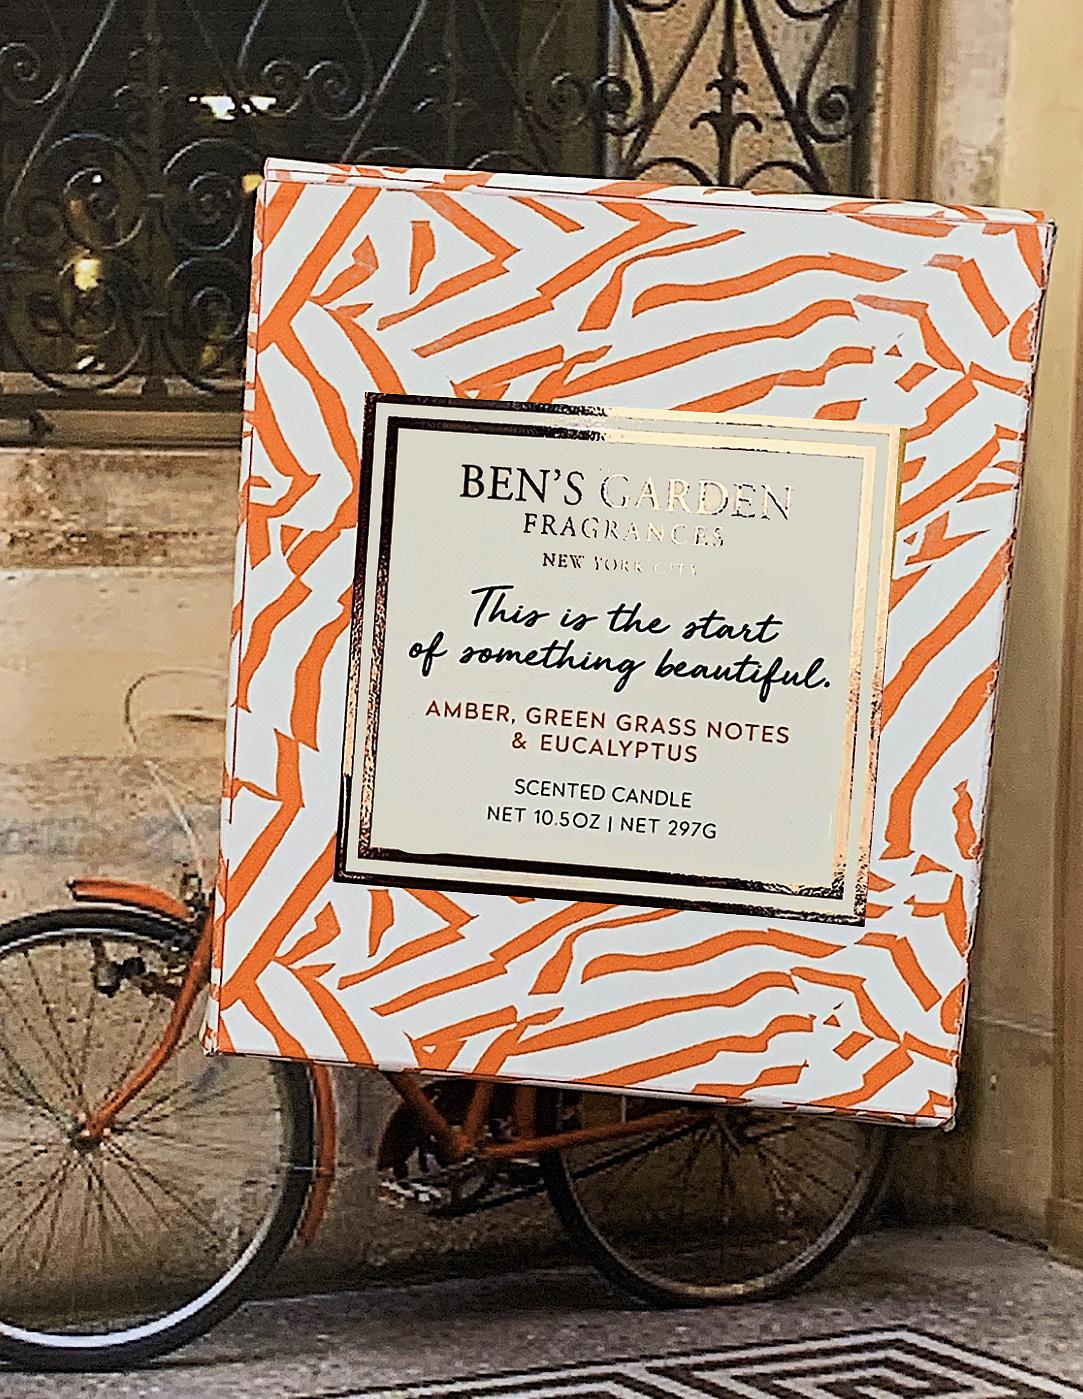 BEN'S GARDEN
FRAGRANCES
NEW YORK CITY
This is the start
of something beautiful.
AMBER, GREEN GRASS NOTES
& EUCALYPTUS
SCENTED CANDLE
NET 10.5OZ | NET 297G